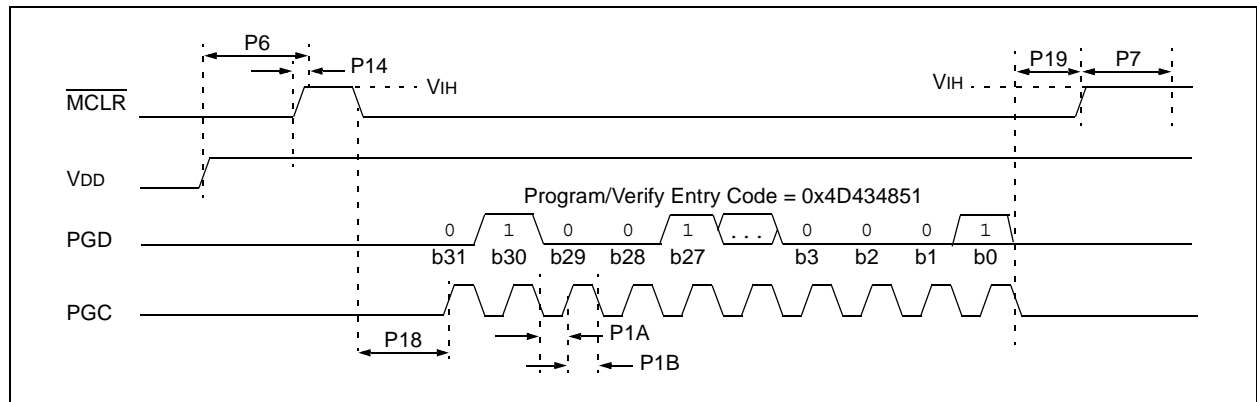 P6
P14
P19 P7
VIH VIH
MCLR
VDD
Program/Verify Entry Code = 0x4D434851
PGD 0 1 0 0 1 ... 0 0 0 1
b31 b30 b29 b28 b27 b3 b2 b1 b0
PGC
P18 P1A
P1B